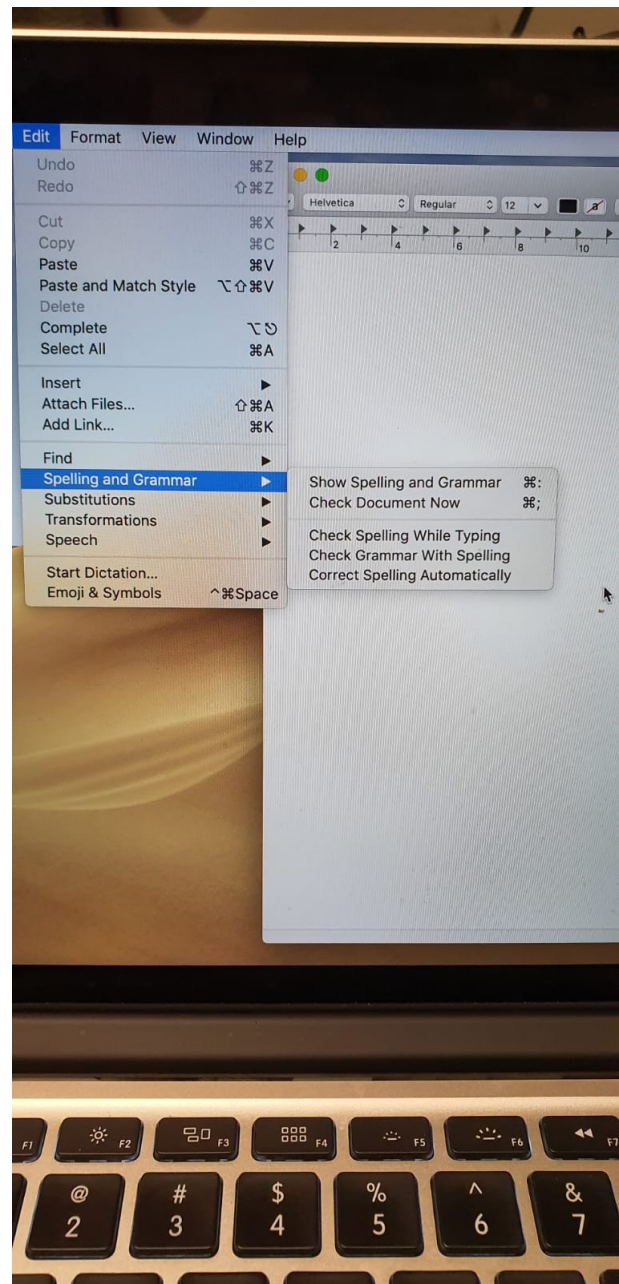 Edit Format View Window Help
Undo ⌘Z
Redo ⇧⌘Z
Helvetica Regular 12 a
Cut ⌘X
Copy ⌘C
2 4 6 8 10
Paste ⌘V
Paste and Match Style ⌥⇧⌘V
Delete
Complete ⌥⎋
Select All ⌘A
Insert ▶
Attach Files... ⇧⌘A
Add Link... ⌘K
Find ▶
Spelling and Grammar ▶
Show Spelling and Grammar ⌘:
Substitutions ▶
Check Document Now ⌘;
Transformations ▶
Check Spelling While Typing
Speech ▶
Check Grammar With Spelling
Start Dictation...
Correct Spelling Automatically
Emoji & Symbols ^⌘Space
F1 F2 F3 F4 F5 F6 F7
@ # $ % ^ &
2 3 4 5 6 7